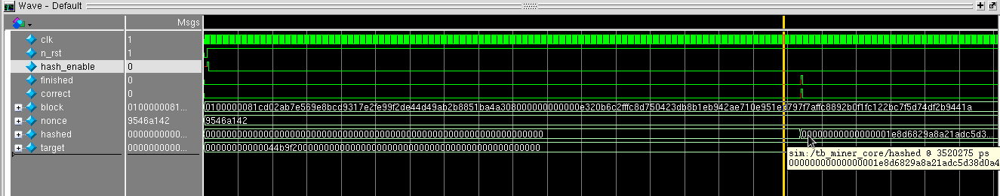 Wave - Default
Msgs
clk 1
n_rst 1
hash_enable 0
finished 0
correct 0
block 0100000081... 0100000081cd02ab7e569e8bcd9317e2fe99f2de44d49ab2b8851ba4a308000000000000e320b6c2fffc8d750423db8b1eb942ae710e951ed797f7affc8892b0f1fc122bc7f5d74df2b9441a
nonce 9546a142 9546a142
hashed 0000000000... 0000000000000000000000000000000000000000000000000000000000000000 00000000000000001e8d6829a8a21adc5d3...
target 0000000000... 00000000000044b9f20000000000000000000000000000000000000000000000
sim:/tb_miner_core/hashed @ 3520275 ps
00000000000000001e8d6829a8a21adc5d38d0a4